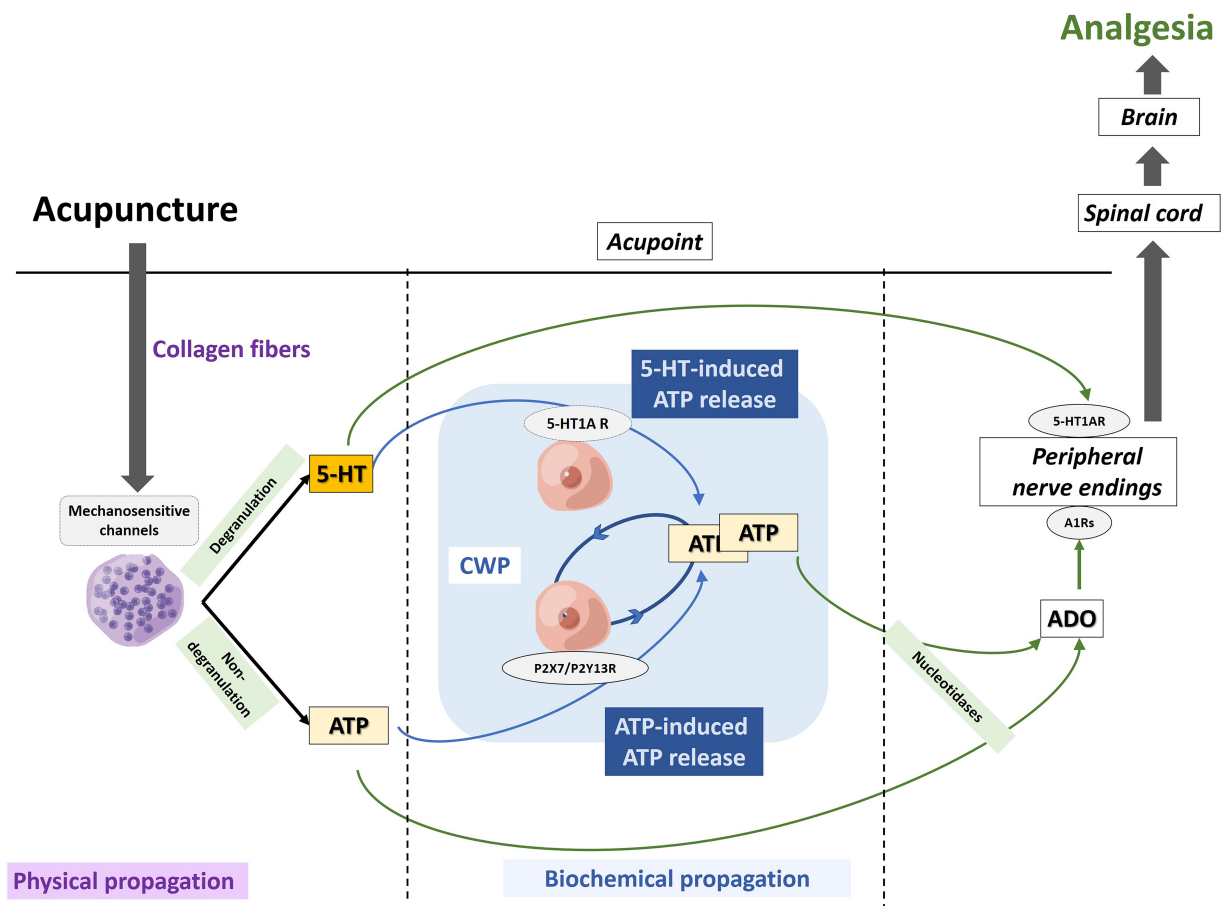 Analgesia
Brain
Spinal cord
Acupuncture
Acupoint
Collagen fibers
Mechanosensitive
channels
Degranulation
Non-
degranulation
5-HT
ATP
5-HT-induced
ATP release
5-HT1A R
CWP
ATP
P2X7/P2Y13R
ATP-induced
ATP release
5-HT1AR
Peripheral
nerve endings
A1Rs
ADO
Nucleotidases
Physical propagation
Biochemical propagation